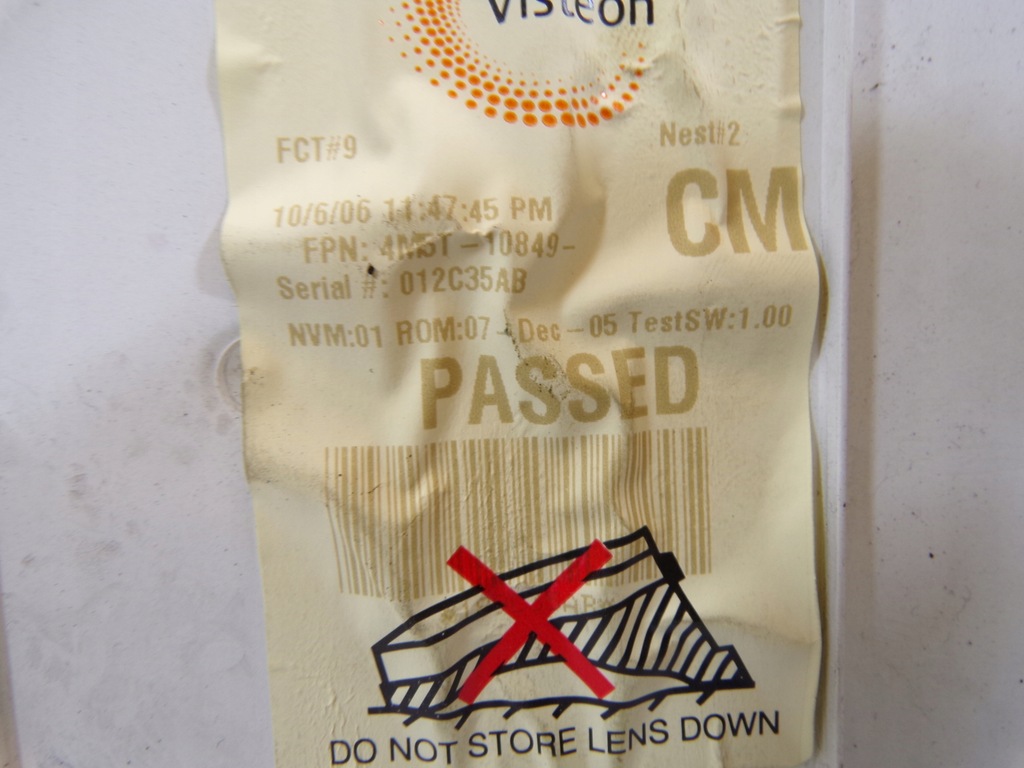 Visteon
FCT#9 Nest#2
CM
10/6/06 11:47:45 PM
FPN: 4M5T-10849-
Serial #: 012C35AB
NVM:01 ROM:07-Dec-05 TestSW:1.00
PASSED
DO NOT STORE LENS DOWN